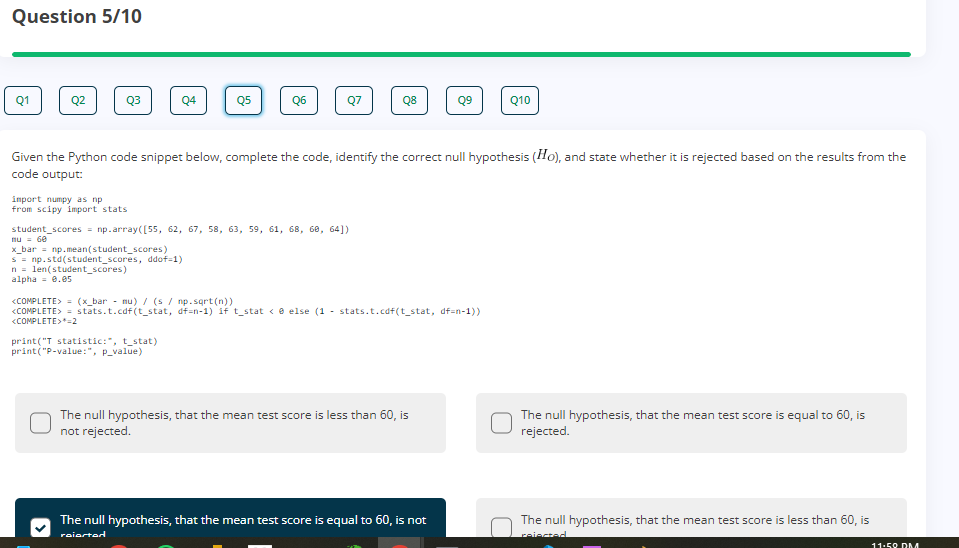 Question 5/10
Q1 Q2 Q3 Q4 Q5 Q6 Q7 Q8 Q9 Q10
Given the Python code snippet below, complete the code, identify the correct null hypothesis (H0), and state whether it is rejected based on the results from the
code output:
import numpy as np
from scipy import stats
student_scores = np.array([55, 62, 67, 58, 63, 59, 61, 68, 60, 64])
mu = 60
x_bar = np.mean(student_scores)
s = np.std(student_scores, ddof=1)
n = len(student_scores)
alpha = 0.05
<COMPLETE> = (x_bar - mu) / (s / np.sqrt(n))
<COMPLETE> = stats.t.cdf(t_stat, df=n-1) if t_stat < 0 else (1 - stats.t.cdf(t_stat, df=n-1))
<COMPLETE>*=2
print("T statistic:", t_stat)
print("P-value:", p_value)
The null hypothesis, that the mean test score is less than 60, is
not rejected.
The null hypothesis, that the mean test score is equal to 60, is
rejected.
The null hypothesis, that the mean test score is equal to 60, is not
rejected.
The null hypothesis, that the mean test score is less than 60, is
rejected.
11:58 PM